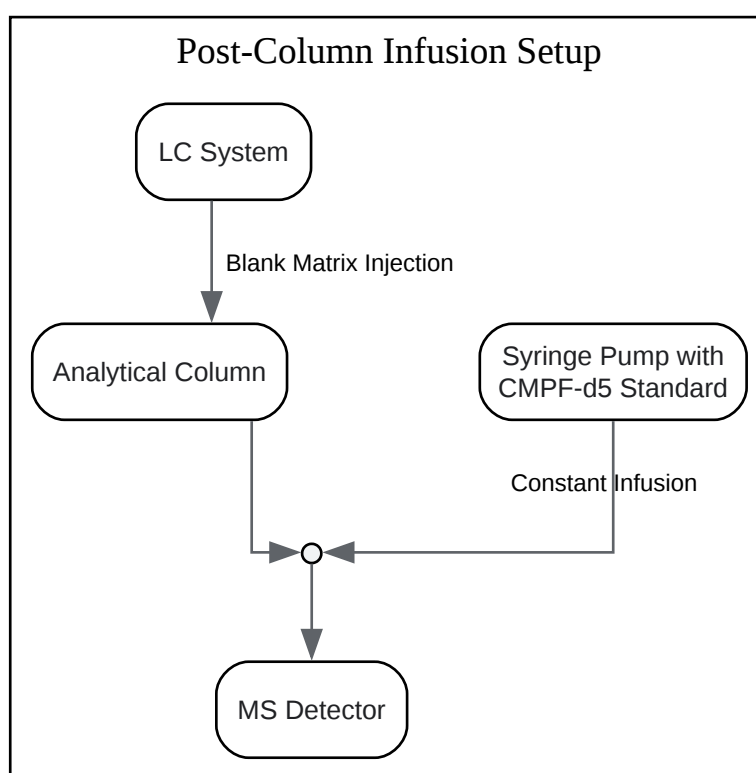 Post-Column Infusion Setup
LC System
Blank Matrix Injection
Analytical Column
Syringe Pump with
CMPF-d5 Standard
Constant Infusion
MS Detector